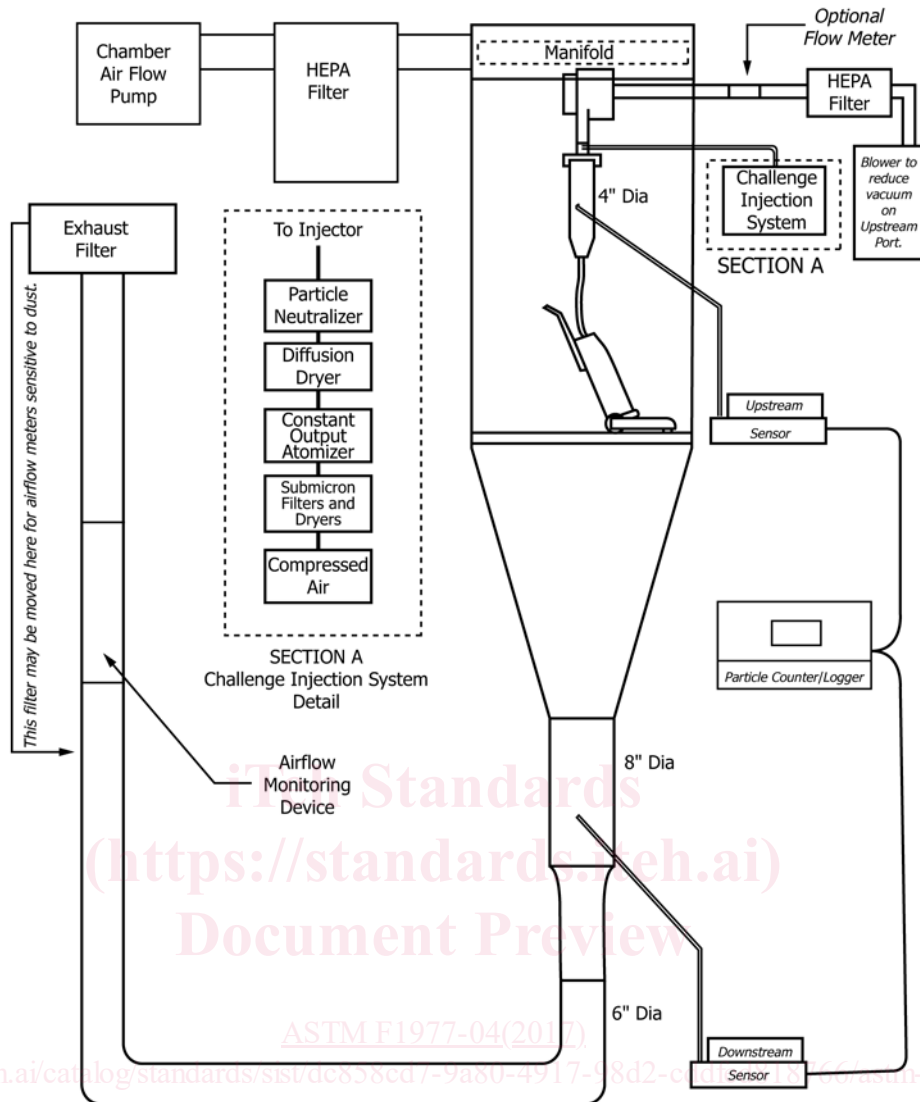 Optional
Flow Meter
Chamber
Air Flow
Pump
HEPA
Filter
Manifold
HEPA
Filter
Blower to
reduce
vacuum
on
Upstream
Port.
Challenge
Injection
System
SECTION A
4" Dia
Exhaust
Filter
This filter may be moved here for airflow meters sensitive to dust.
To Injector
Particle
Neutralizer
Diffusion
Dryer
Constant
Output
Atomizer
Submicron
Filters and
Dryers
Compressed
Air
SECTION A
Challenge Injection System
Detail
Upstream
Sensor
Particle Counter/Logger
Airflow
Monitoring
Device
8" Dia
iTeh Standards
(https://standards.iteh.ai)
Document Preview
6" Dia
ASTM F1977-04(2017)
Downstream
Sensor